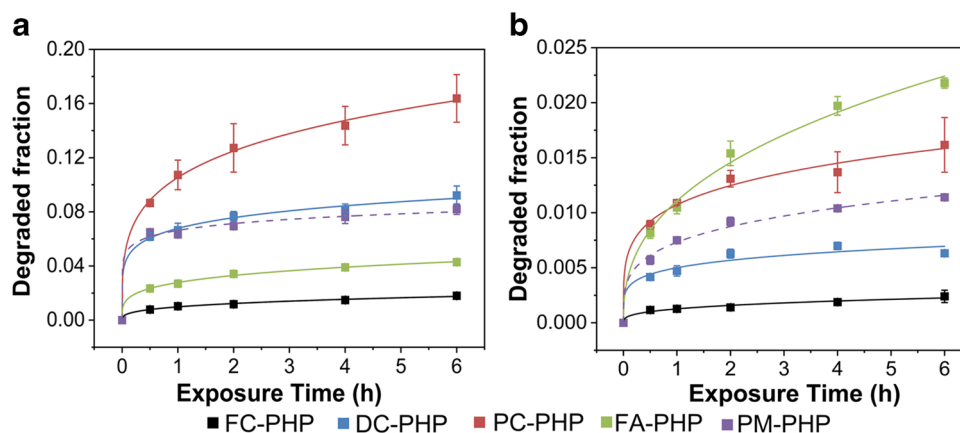 a
b
0.20
0.16
0.12
0.08
0.04
0.00
Degraded fraction
0 1 2 3 4 5 6
Exposure Time (h)
0.025
0.020
0.015
0.010
0.005
0.000
Degraded fraction
0 1 2 3 4 5 6
Exposure Time (h)
FC-PHP DC-PHP PC-PHP FA-PHP PM-PHP